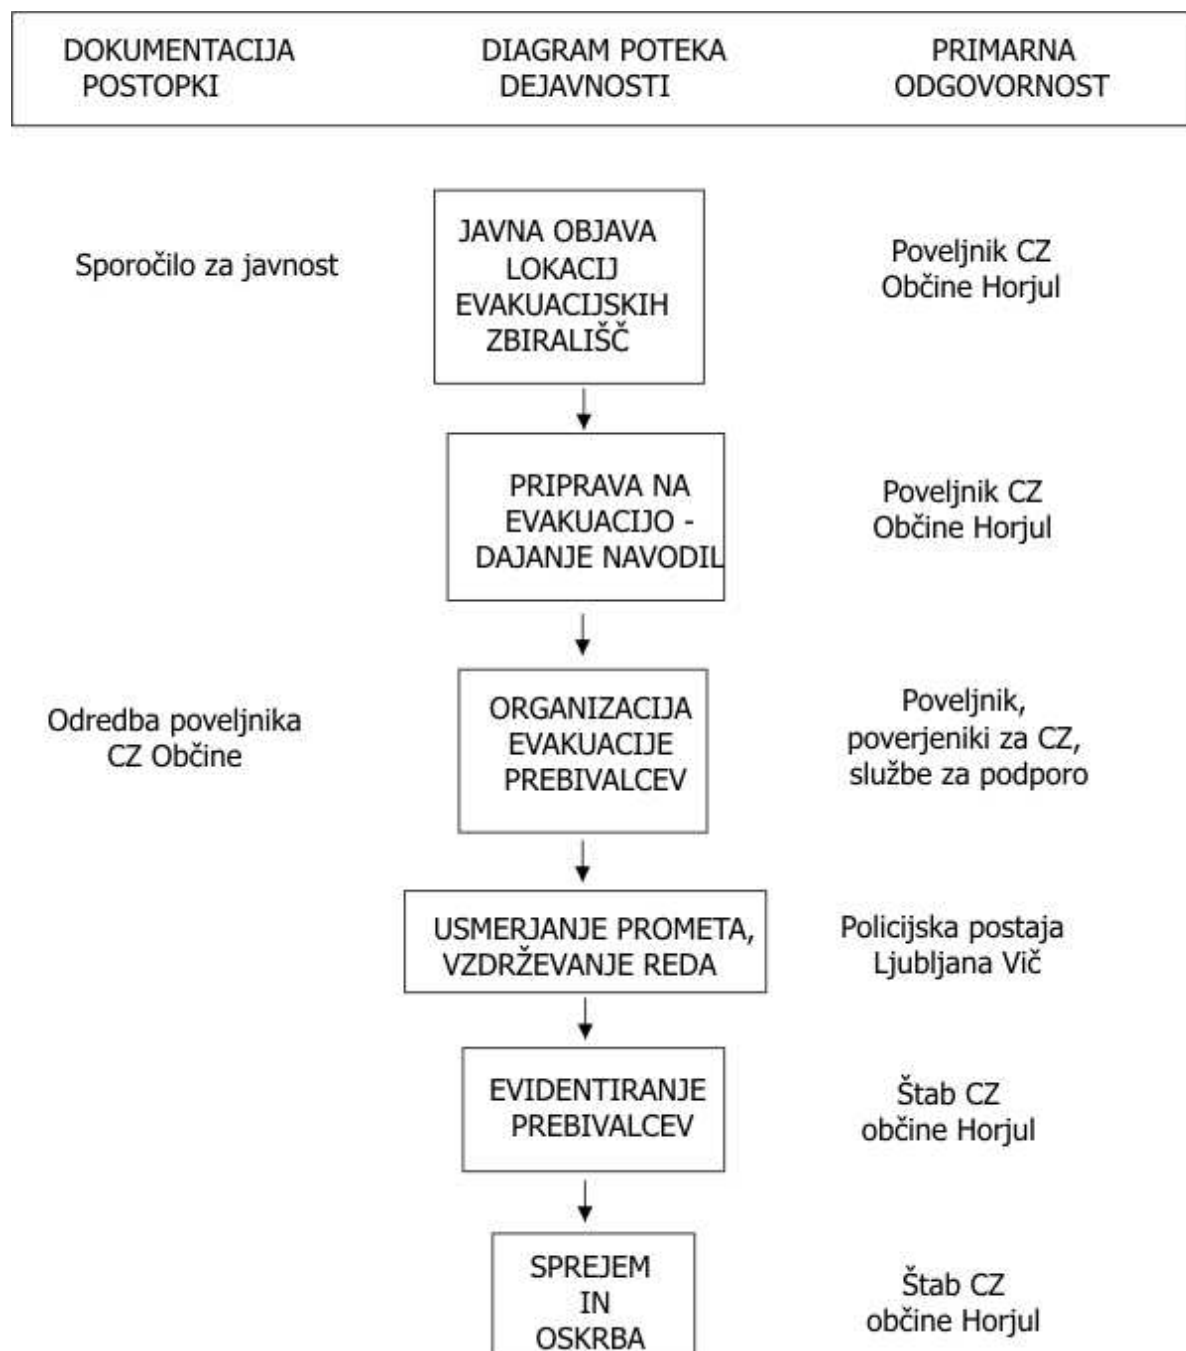 DOKUMENTACIJA
POSTOPKI
DIAGRAM POTEKA
DEJAVNOSTI
PRIMARNA
ODGOVORNOST
Sporočilo za javnost
JAVNA OBJAVA
LOKACIJ
EVAKUACIJSKIH
ZBIRALIŠČ
Poveljnik CZ
Občine Horjul
PRIPRAVA NA
EVAKUACIJO -
DAJANJE NAVODIL
Poveljnik CZ
Občine Horjul
Odredba poveljnika
CZ Občine
ORGANIZACIJA
EVAKUACIJE
PREBIVALCEV
Poveljnik,
poverjeniki za CZ,
službe za podporo
USMERJANJE PROMETA,
VZDRŽEVANJE REDA
Policijska postaja
Ljubljana Vič
EVIDENTIRANJE
PREBIVALCEV
Štab CZ
občine Horjul
SPREJEM
IN
OSKRBA
Štab CZ
občine Horjul